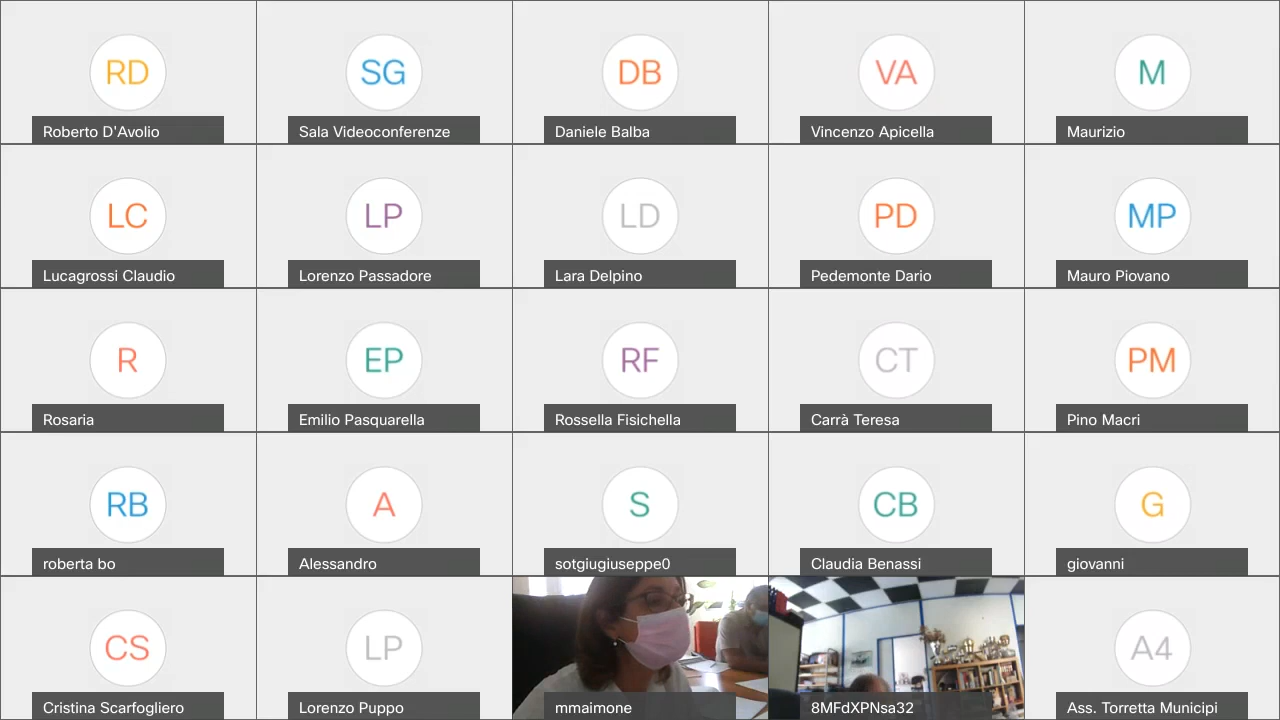 RD
Roberto D'Avolio
SG
Sala Videoconferenze
DB
Daniele Balba
VA
Vincenzo Apicella
M
Maurizio
LC
Lucagrossi Claudio
LP
Lorenzo Passadore
LD
Lara Delpino
PD
Pedemonte Dario
MP
Mauro Piovano
R
Rosaria
EP
Emilio Pasquarella
RF
Rossella Fisichella
CT
Carrà Teresa
PM
Pino Macri
RB
roberta bo
A
Alessandro
S
sotgiugiuseppe0
CB
Claudia Benassi
G
giovanni
CS
Cristina Scarfogliero
LP
Lorenzo Puppo
mmaimone
8MFdXPNsa32
A4
Ass. Torretta Municipi